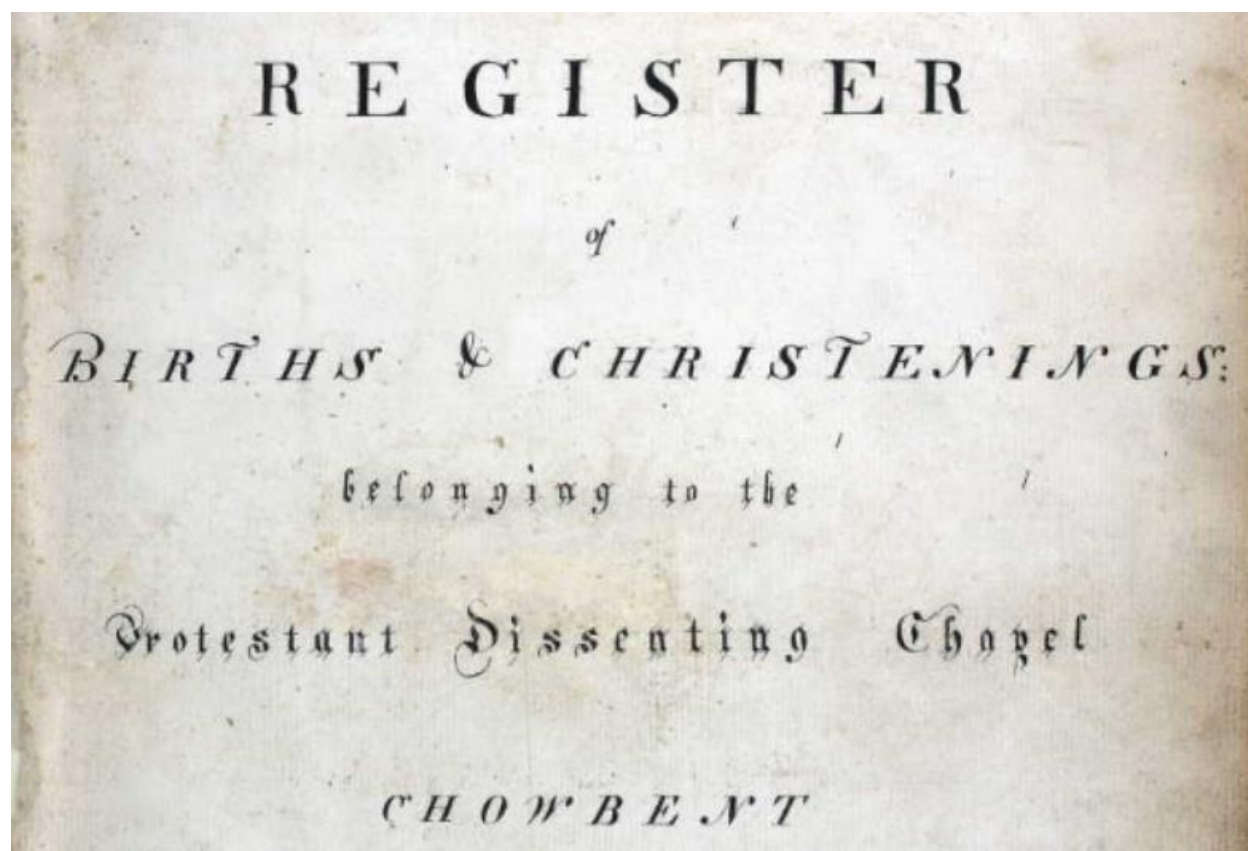 REGISTER
of
BIRTHS & CHRISTENINGS:
belonging to the
Protestant Dissenting Chapel
CHOWBENT